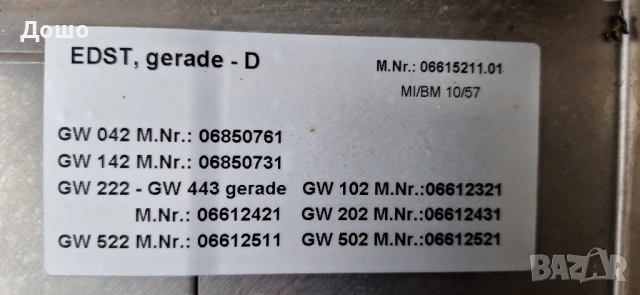 Дошо
EDST, gerade - D
M.Nr.: 06615211.01
MI/BM 10/57
GW 042 M.Nr.: 06850761
GW 142 M.Nr.: 06850731
GW 222 - GW 443 gerade GW 102 M.Nr.:06612321
M.Nr.: 06612421 GW 202 M.Nr.:06612431
GW 522 M.Nr.: 06612511 GW 502 M.Nr.:06612521
BAZAR